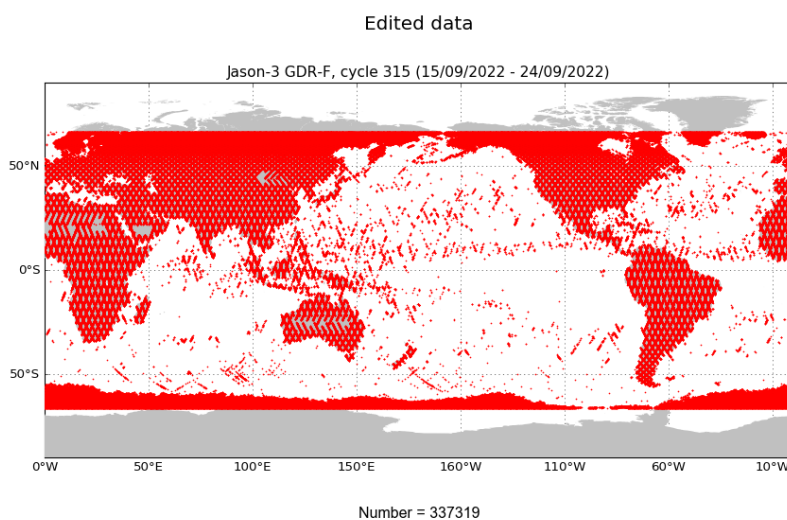 Edited data
Jason-3 GDR-F, cycle 315 (15/09/2022 - 24/09/2022)
50°N
0°S
50°S
0°W 50°E 100°E 150°E 160°W 110°W 60°W 10°W
Number = 337319